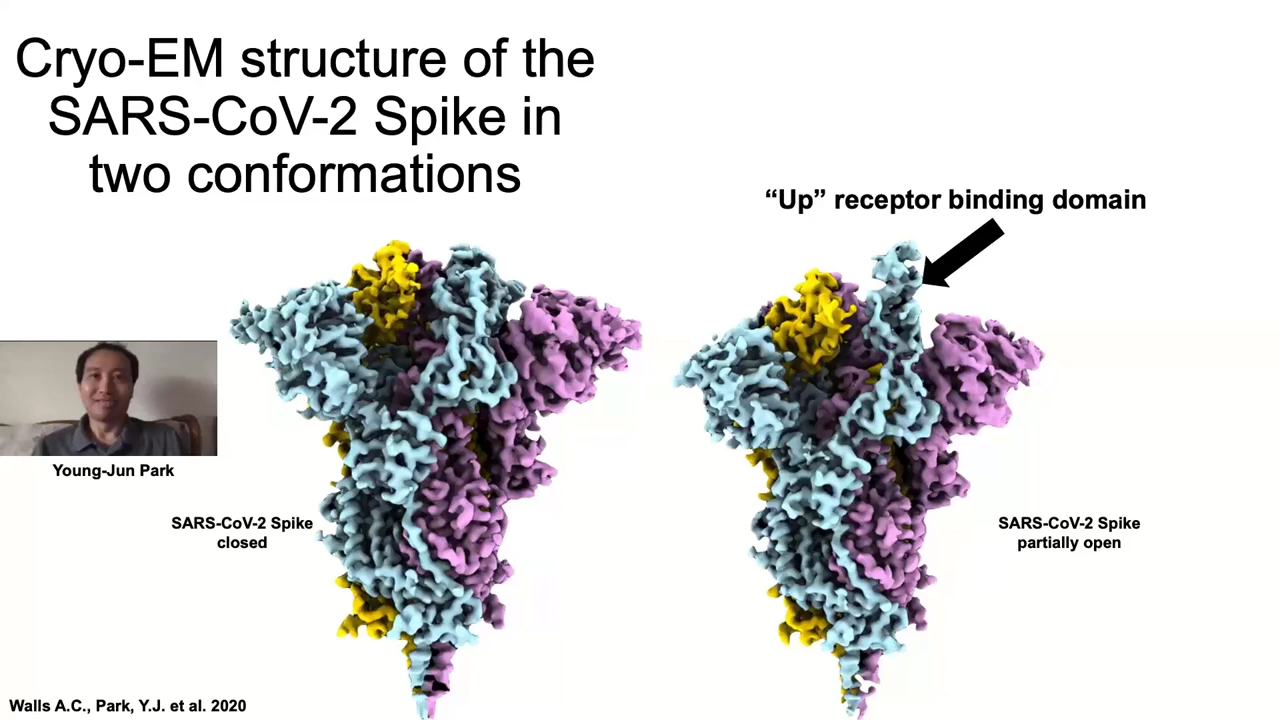 Cryo-EM structure of the
SARS-CoV-2 Spike in
two conformations
“Up” receptor binding domain
Young-Jun Park
SARS-CoV-2 Spike
closed
SARS-CoV-2 Spike
partially open
Walls A.C., Park, Y.J. et al. 2020